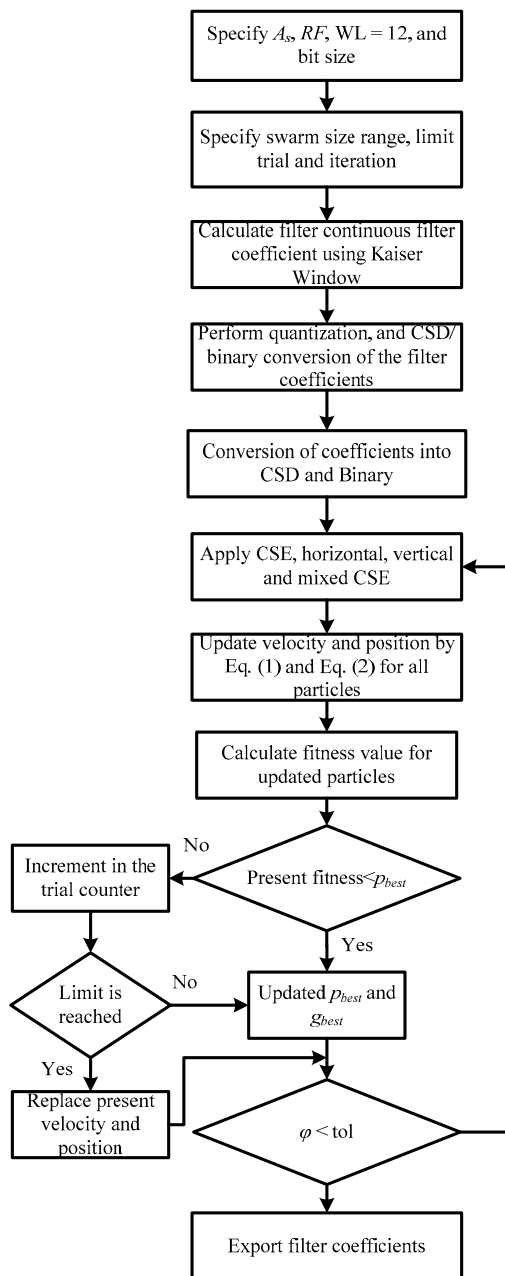 Specify As, RF, WL = 12, and
bit size
Specify swarm size range, limit
trial and iteration
Calculate filter continuous filter
coefficient using Kaiser
Window
Perform quantization, and CSD/
binary conversion of the filter
coefficients
Conversion of coefficients into
CSD and Binary
Apply CSE, horizontal, vertical
and mixed CSE
Update velocity and position by
Eq. (1) and Eq. (2) for all
particles
Calculate fitness value for
updated particles
Present fitness<pbest
No
Increment in the
trial counter
Yes
Limit is
reached
No
Updated pbest and
gbest
Yes
Replace present
velocity and
position
φ < tol
Export filter coefficients